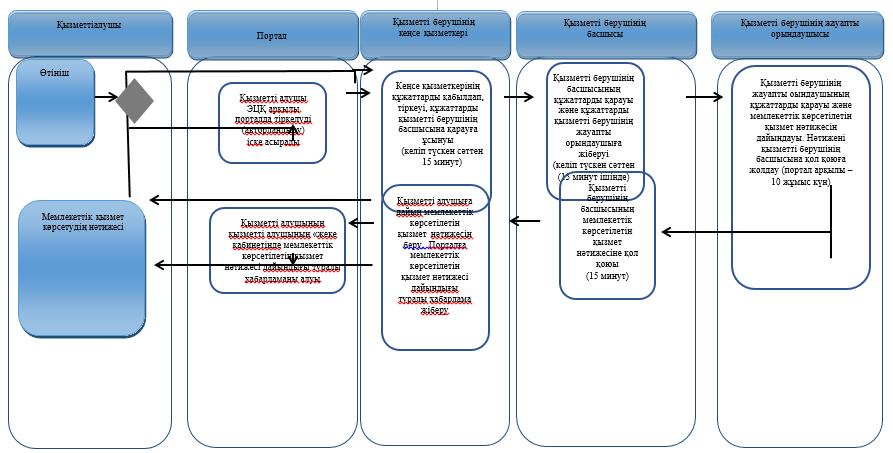 Қызметтіалушы
Портал
Қызметті берушінің
кеңсе қызметкері
Қызметті берушінің
басшысы
Қызметті берушінің жауапты
орындаушысы
Өтініш
Қызметті алушы
ЭЦҚ арқылы
порталда тіркелуді
(авторландыру)
іске асырады
Кеңсе қызметкерінің
құжаттарды қабылдап,
тіркеуі, құжаттарды
қызметті берушінің
басшысына қарауға
ұсынуы
(келіп түскен сәттен
15 минут)
Қызметті берушінің
басшысының
құжаттарды қарауы
және құжаттарды
қызметті берушінің
жауапты
орындаушыға
жіберуі
(келіп түскен сәттен
(15 минут ішінде)
Қызметті берушінің
жауапты оындаушының
құжаттарды қарауы және
мемлекеттік көрсетілетін
қызмет нәтижесін
дайындауы. Нәтижені
қызметті берушінің
басшысына қол қоюға
жолдау (портал арқылы –
10 жұмыс күн)
Мемлекеттік қызмет
көрсетудің нәтижесі
Қызметті алушының
қызметті алушының «жеке
қабинетінде мемлекеттік
көрсетілетін қызмет
нәтижесі дайындығы туралы
хабарламаны алуы
Қызметті алушыға
дайын мемлекеттік
көрсетілетін
қызмет нәтижесін
беру. Порталға
мемлекеттік
көрсетілетін
қызмет нәтижесі
дайындығы
туралы хабарлама
жіберу.
Қызметті
берушінің
басшысының
мемлекеттік
көрсетілетін
қызмет
нәтижесіне қол
қоюы
(15 минут)